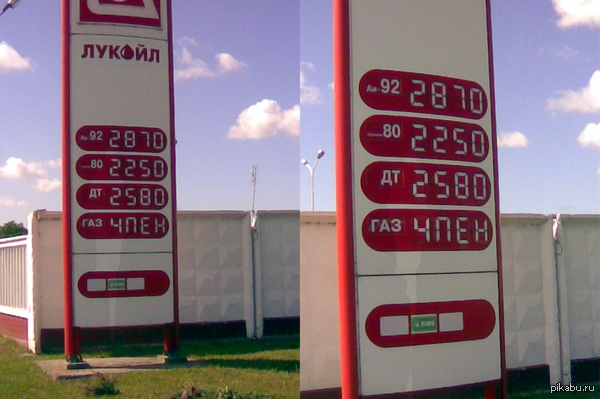 ЛУКОЙЛ
Аи-92 2870
80 2250
ДТ 2580
ГАЗ ЧПЕН
Аи-92 2870
80 2250
ДТ 2580
ГАЗ ЧПЕН
pikabu.ru